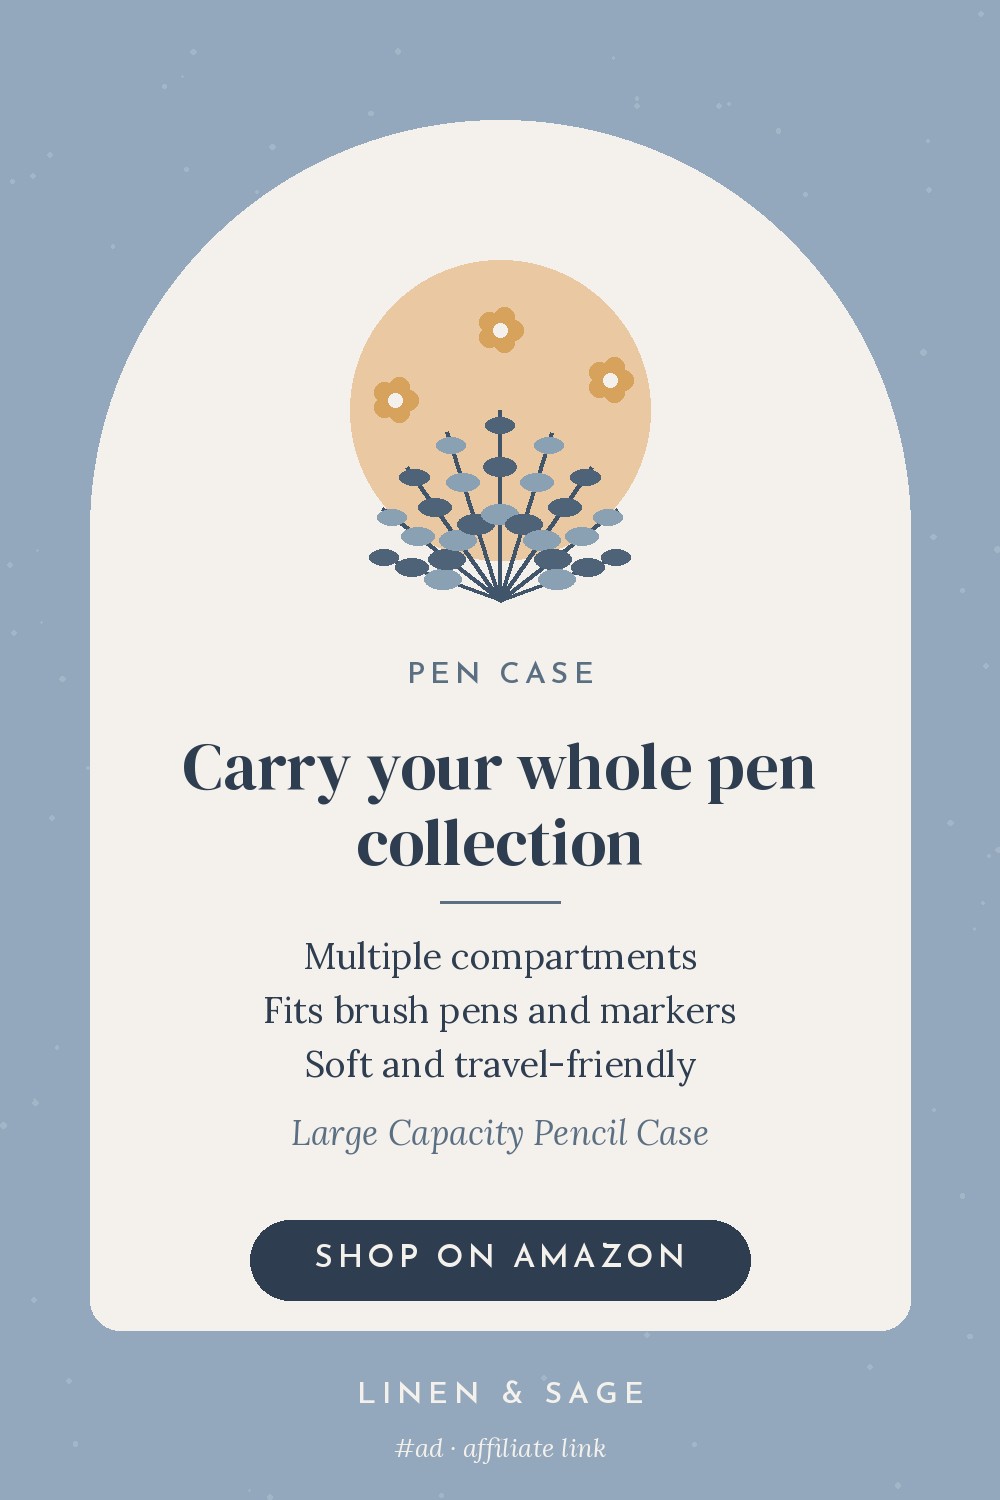 PEN CASE
Carry your whole pen
collection
Multiple compartments
Fits brush pens and markers
Soft and travel-friendly
Large Capacity Pencil Case
SHOP ON AMAZON
LINEN & SAGE
#ad · affiliate link